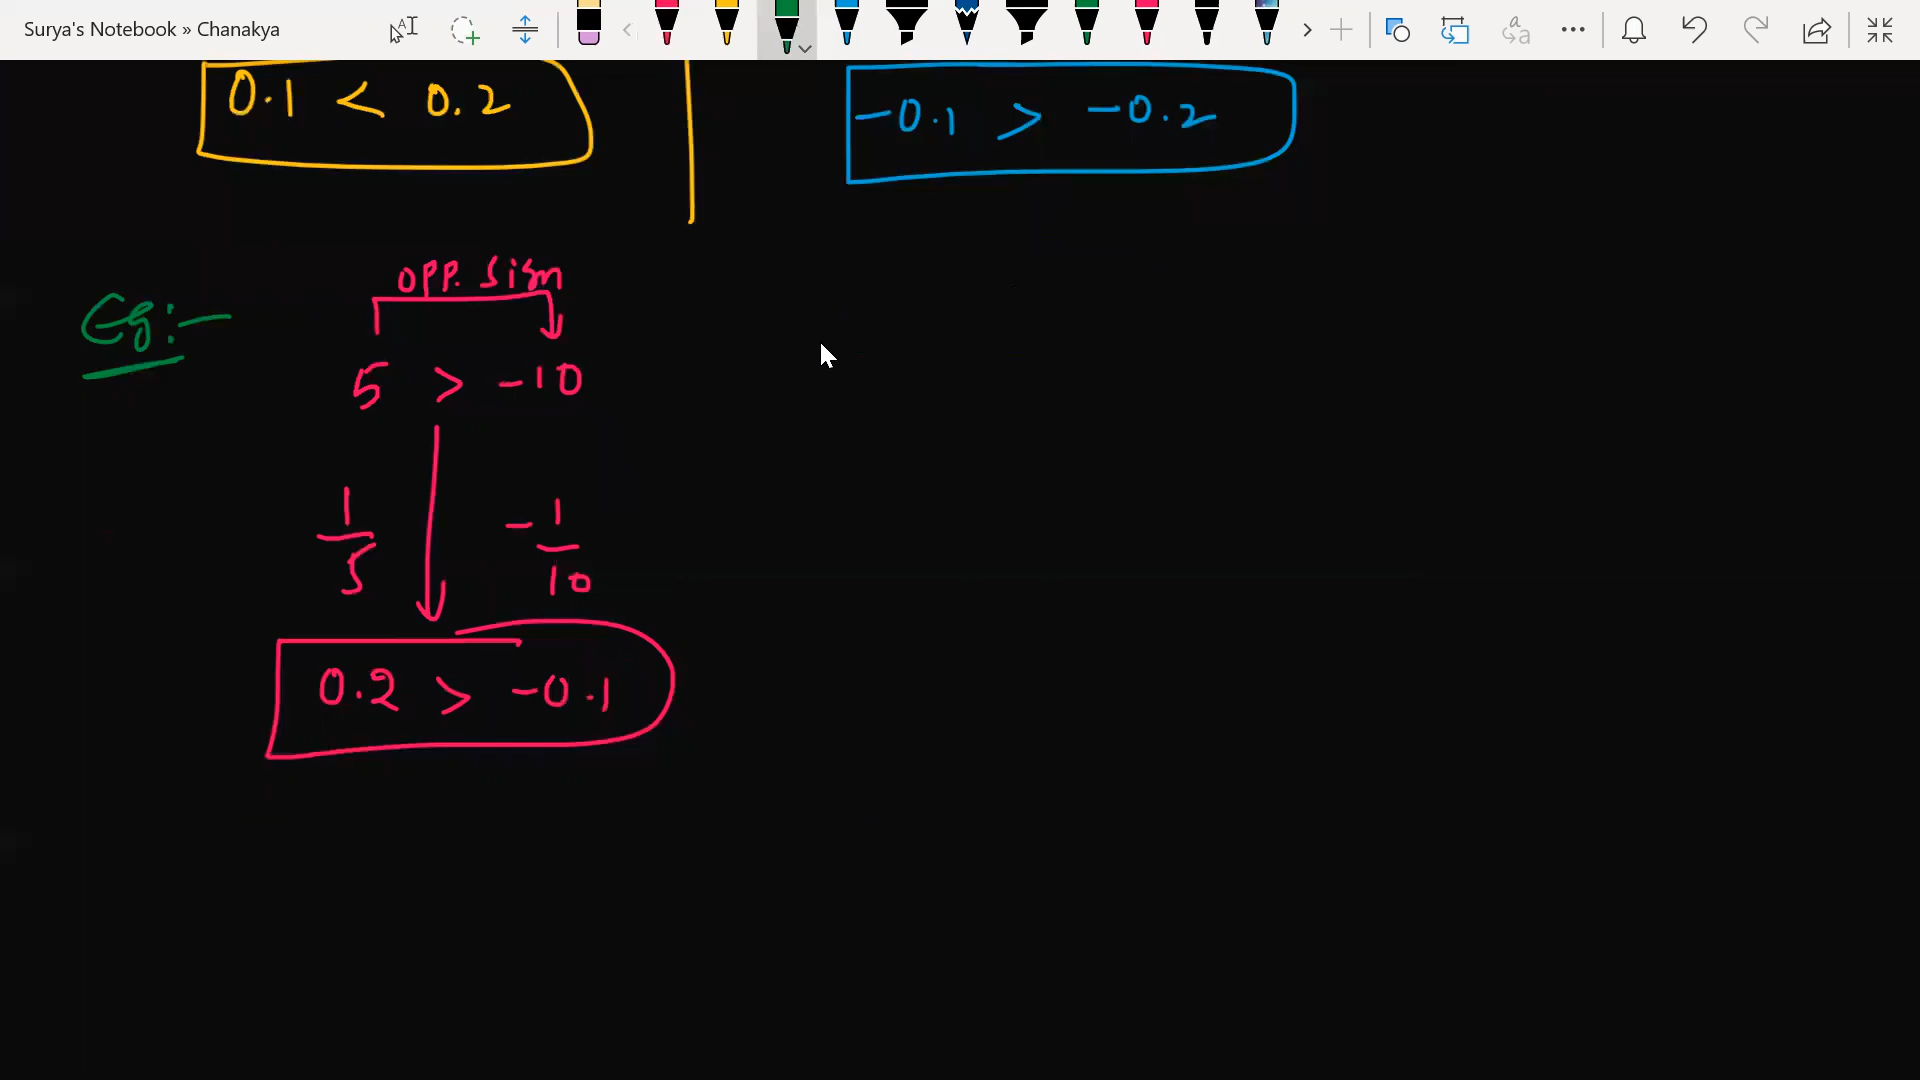 Surya's Notebook » Chanakya
0.1 < 0.2
-0.1 > -0.2
Eg:-
opp. Sign
5 > -10
1/5 -1/10
0.2 > -0.1